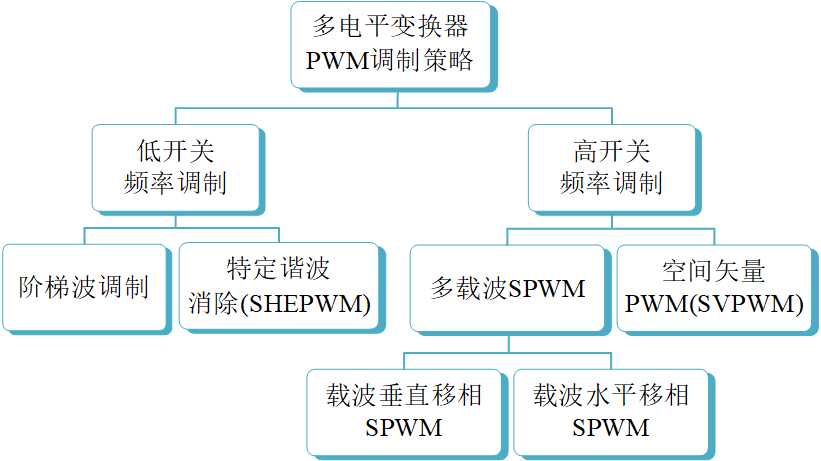 多电平变换器
PWM调制策略
低开关
频率调制
高开关
频率调制
阶梯波调制
特定谐波
消除(SHEPWM)
多载波SPWM
空间矢量
PWM(SVPWM)
载波垂直移相
SPWM
载波水平移相
SPWM